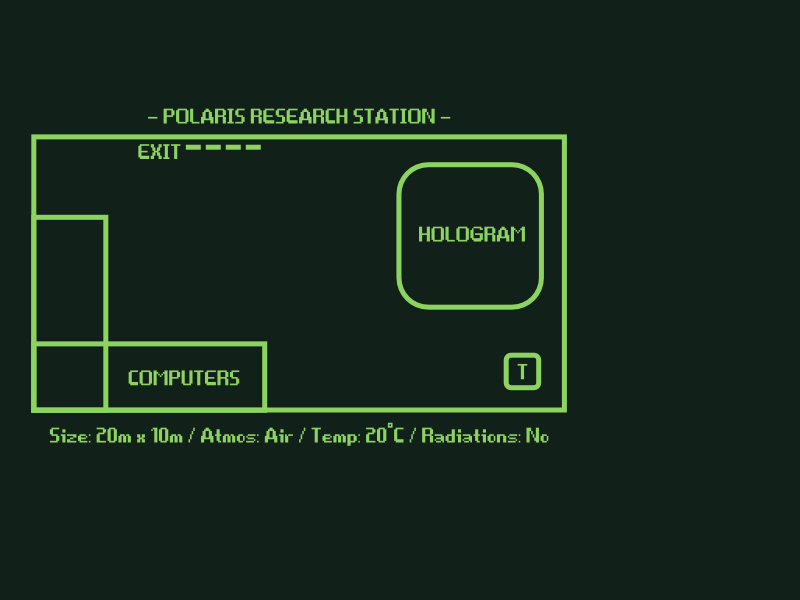 – POLARIS RESEARCH STATION –
EXIT
HOLOGRAM
T
COMPUTERS
Size: 20m x 10m / Atmos: Air / Temp: 20°C / Radiations: No